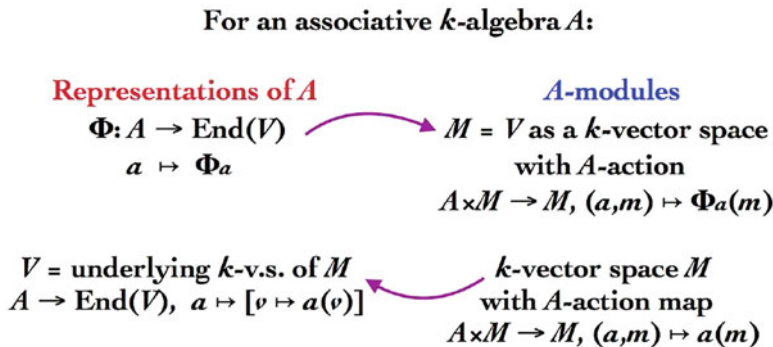 For an associative k-algebra A:
Representations of A
Φ: A → End(V)
a ↦ Φa
A-modules
M = V as a k-vector space
with A-action
A×M → M, (a,m) ↦ Φa(m)
V = underlying k-v.s. of M
A → End(V), a ↦ [v ↦ a(v)]
k-vector space M
with A-action map
A×M → M, (a,m) ↦ a(m)